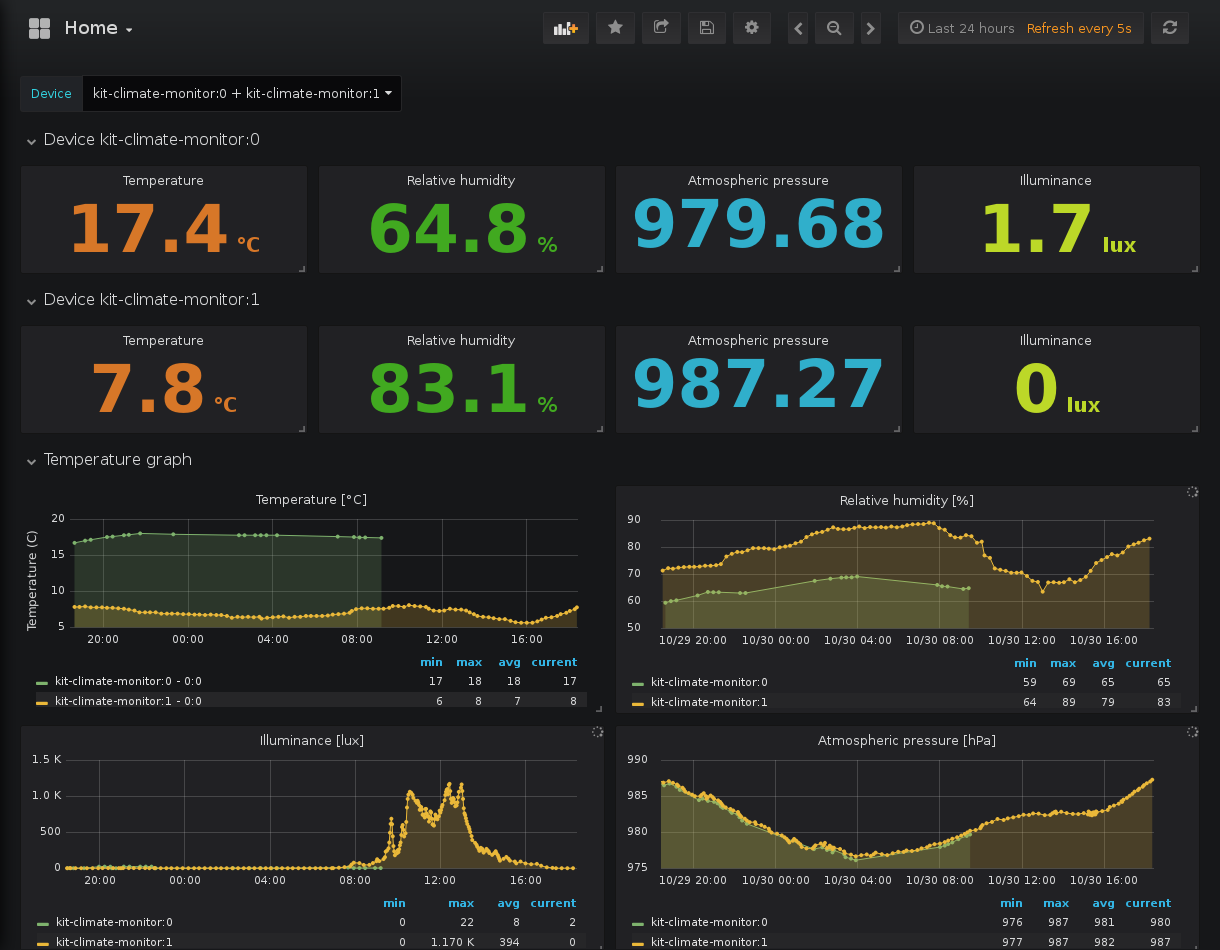 Home
Last 24 hours Refresh every 5s
Device kit-climate-monitor:0 + kit-climate-monitor:1
Device kit-climate-monitor:0
Temperature Relative humidity Atmospheric pressure Illuminance
17.4 °C 64.8 % 979.68 1.7 lux
Device kit-climate-monitor:1
Temperature Relative humidity Atmospheric pressure Illuminance
7.8 °C 83.1 % 987.27 0 lux
Temperature graph
Temperature [°C]
Temperature (C)
20
15
10
5
20:00 00:00 04:00 08:00 12:00 16:00
min max avg current
kit-climate-monitor:0 - 0:0 17 18 18 17
kit-climate-monitor:1 - 0:0 6 8 7 8
Relative humidity [%]
90
80
70
60
50
10/29 20:00 10/30 00:00 10/30 04:00 10/30 08:00 10/30 12:00 10/30 16:00
min max avg current
kit-climate-monitor:0 59 69 65 65
kit-climate-monitor:1 64 89 79 83
Illuminance [lux]
1.5 K
1.0 K
500
0
20:00 00:00 04:00 08:00 12:00 16:00
min max avg current
kit-climate-monitor:0 0 22 8 2
kit-climate-monitor:1 0 1.170 K 394 0
Atmospheric pressure [hPa]
990
985
980
975
10/29 20:00 10/30 00:00 10/30 04:00 10/30 08:00 10/30 12:00 10/30 16:00
min max avg current
kit-climate-monitor:0 976 987 981 980
kit-climate-monitor:1 977 987 982 987